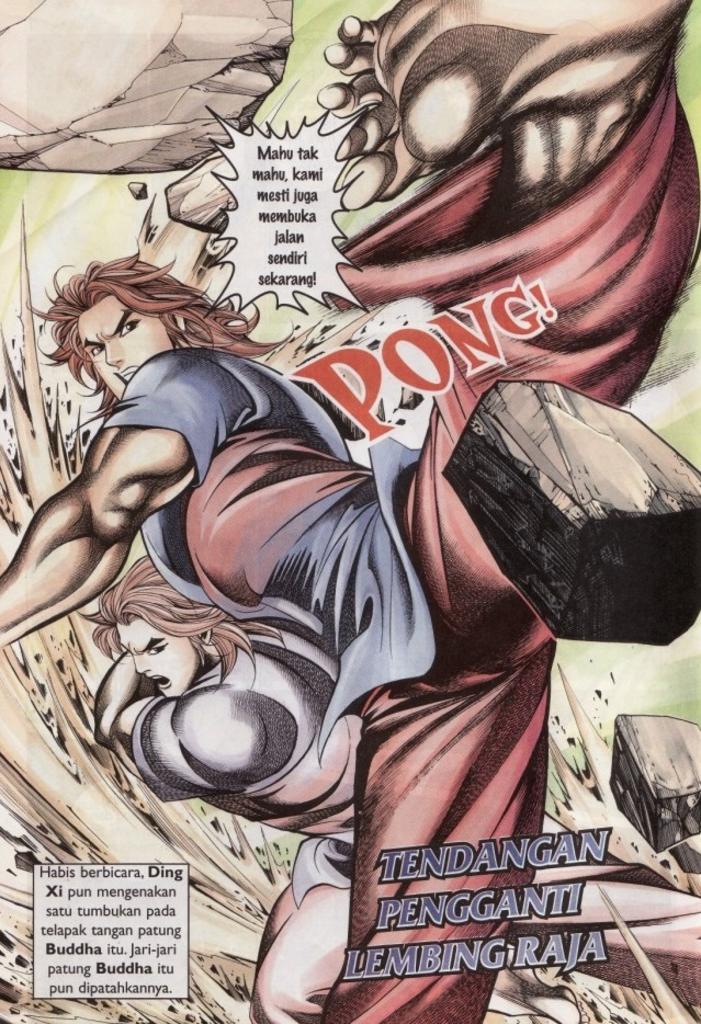 Mahu tak
mahu, kami
mesti juga
membuka
jalan
sendiri
sekarang!
PONG!
TENDANGAN
PENGGANTI
LEMBING RAJA
Habis berbicara, Ding
Xi pun mengenakan
satu tumbukan pada
telapak tangan patung
Buddha itu. Jari-jari
patung Buddha itu
pun dipatahkannya.